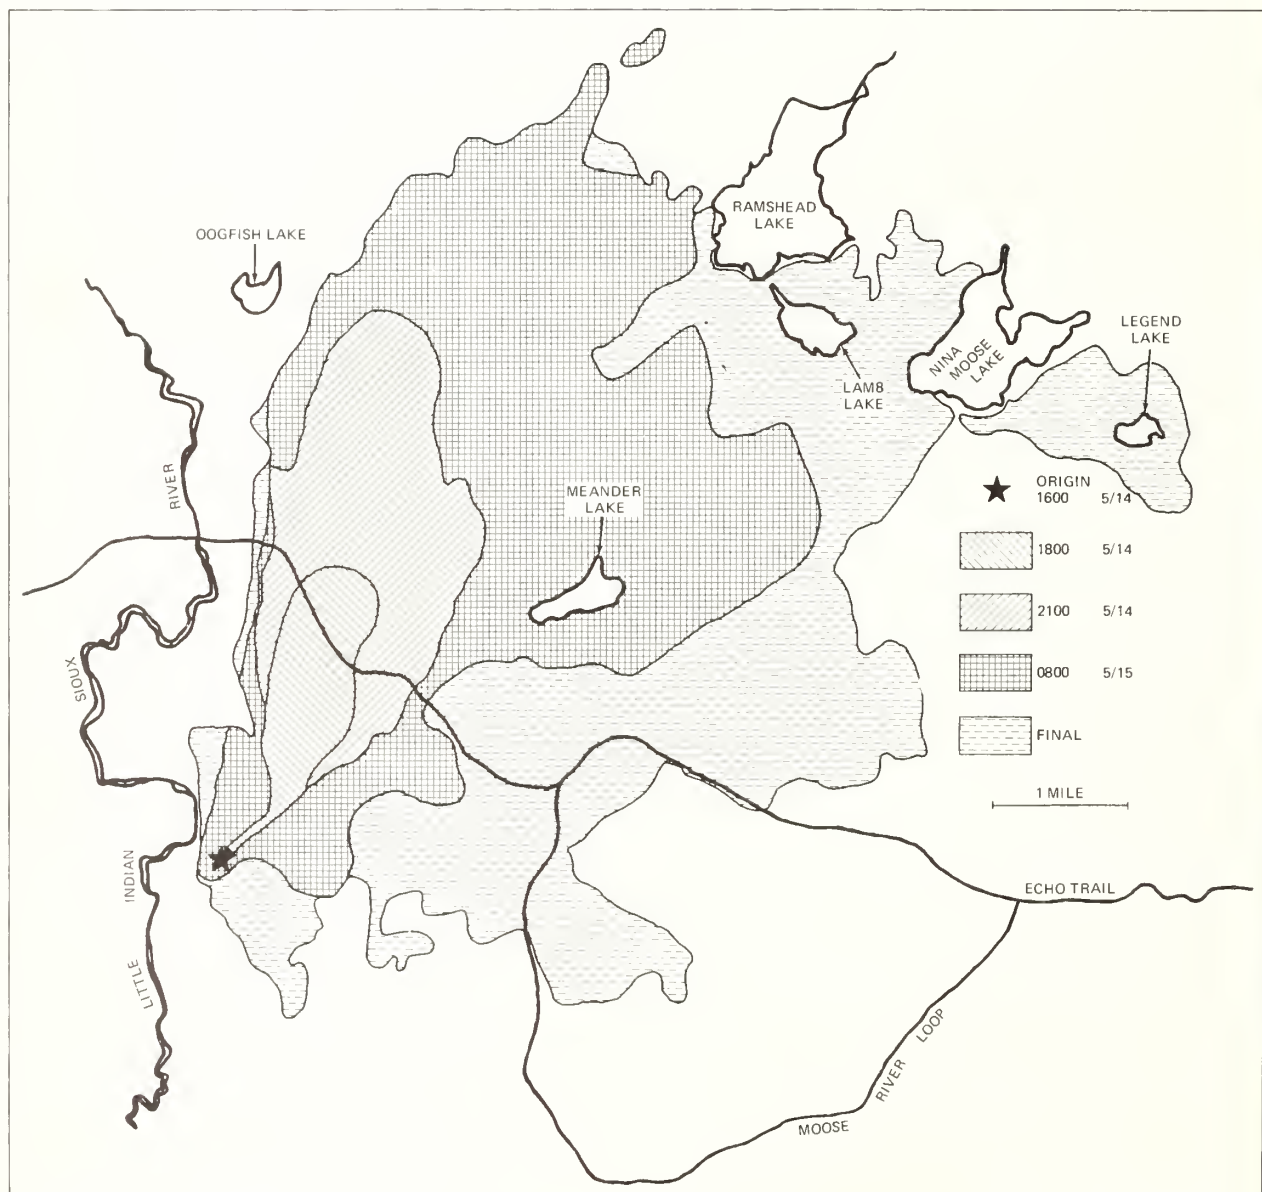 RAMSHEAD
LAKE
OOGFISH LAKE
LEGEND
LAKE
NINA
MOOSE
LAKE
LAM8
LAKE
RIVER
MEANDER
LAKE
ORIGIN
1600 5/14
1800 5/14
2100 5/14
SIOUX
0800 5/15
FINAL
1 MILE
INDIAN
ECHO TRAIL
LITTLE
LOOP
RIVER
MOOSE